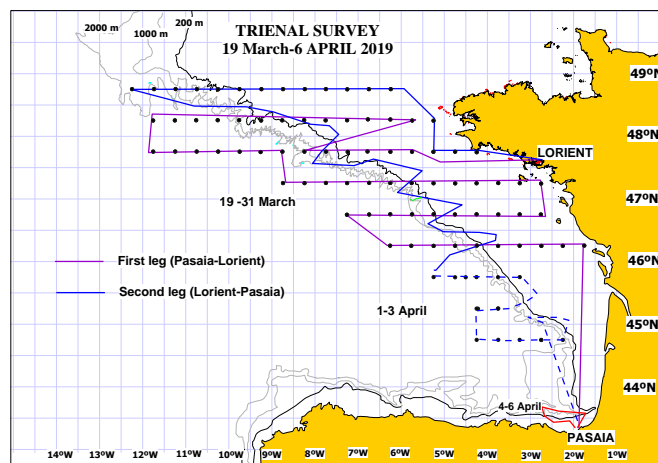 2000 m
1000 m
200 m
TRIENAL SURVEY
19 March-6 APRIL 2019
49ºN
48ºN
LORIENT
47ºN
19 -31 March
First leg (Pasaia-Lorient)
46ºN
Second leg (Lorient-Pasaia)
1-3 April
45ºN
44ºN
4-6 April
PASAIA
14ºW 13ºW 12ºW 11ºW 10ºW 9ºW 8ºW 7ºW 6ºW 5ºW 4ºW 3ºW 2ºW 1ºW